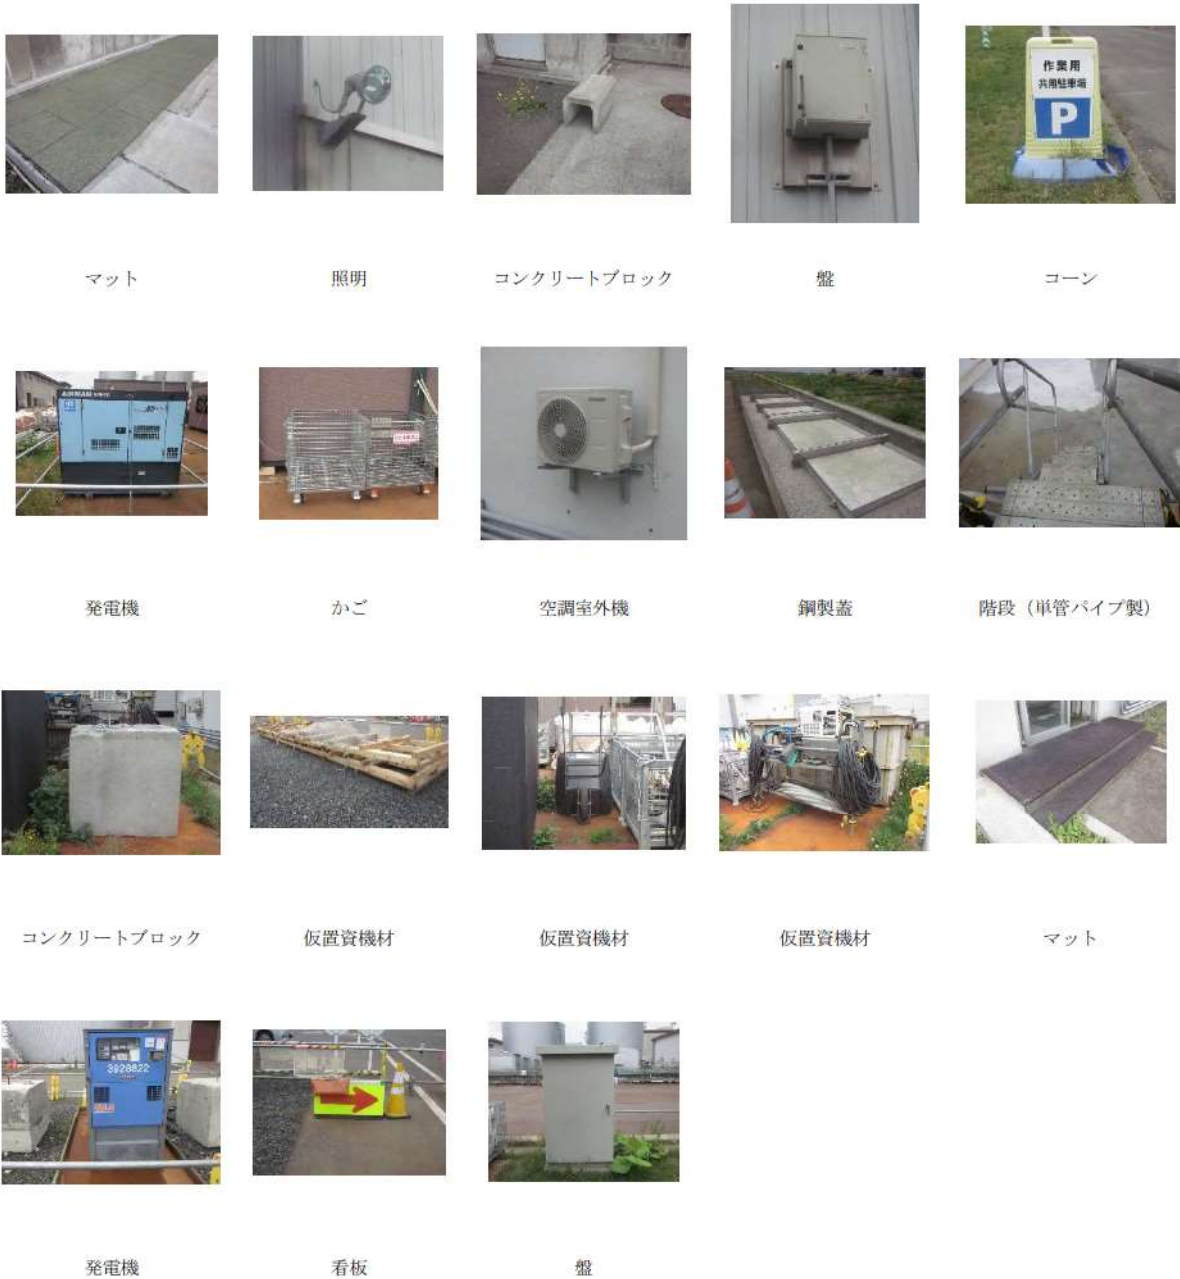 作業用
共用駐車場
P
マット
照明
コンクリートブロック
盤
コーン
AIRMAN
発電機
かご
空調室外機
鋼製蓋
階段（単管パイプ製）
コンクリートブロック
仮置資機材
仮置資機材
仮置資機材
マット
3928822
発電機
看板
盤